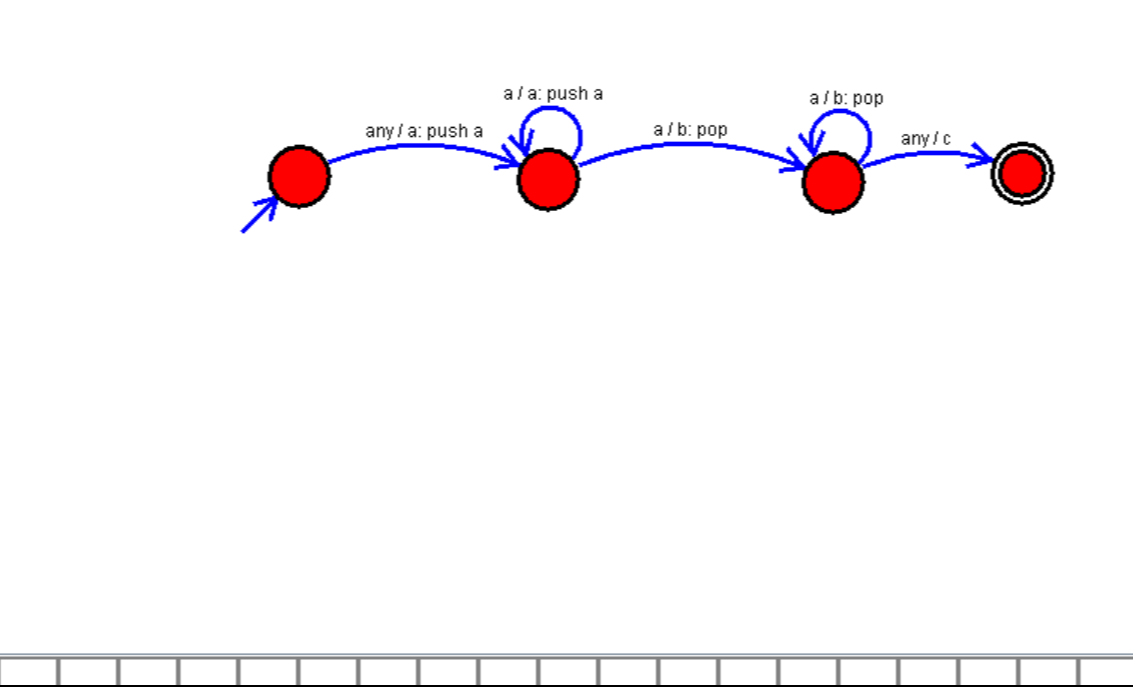 a / a: push a
a / b: pop
any / a: push a
a / b: pop
any / c